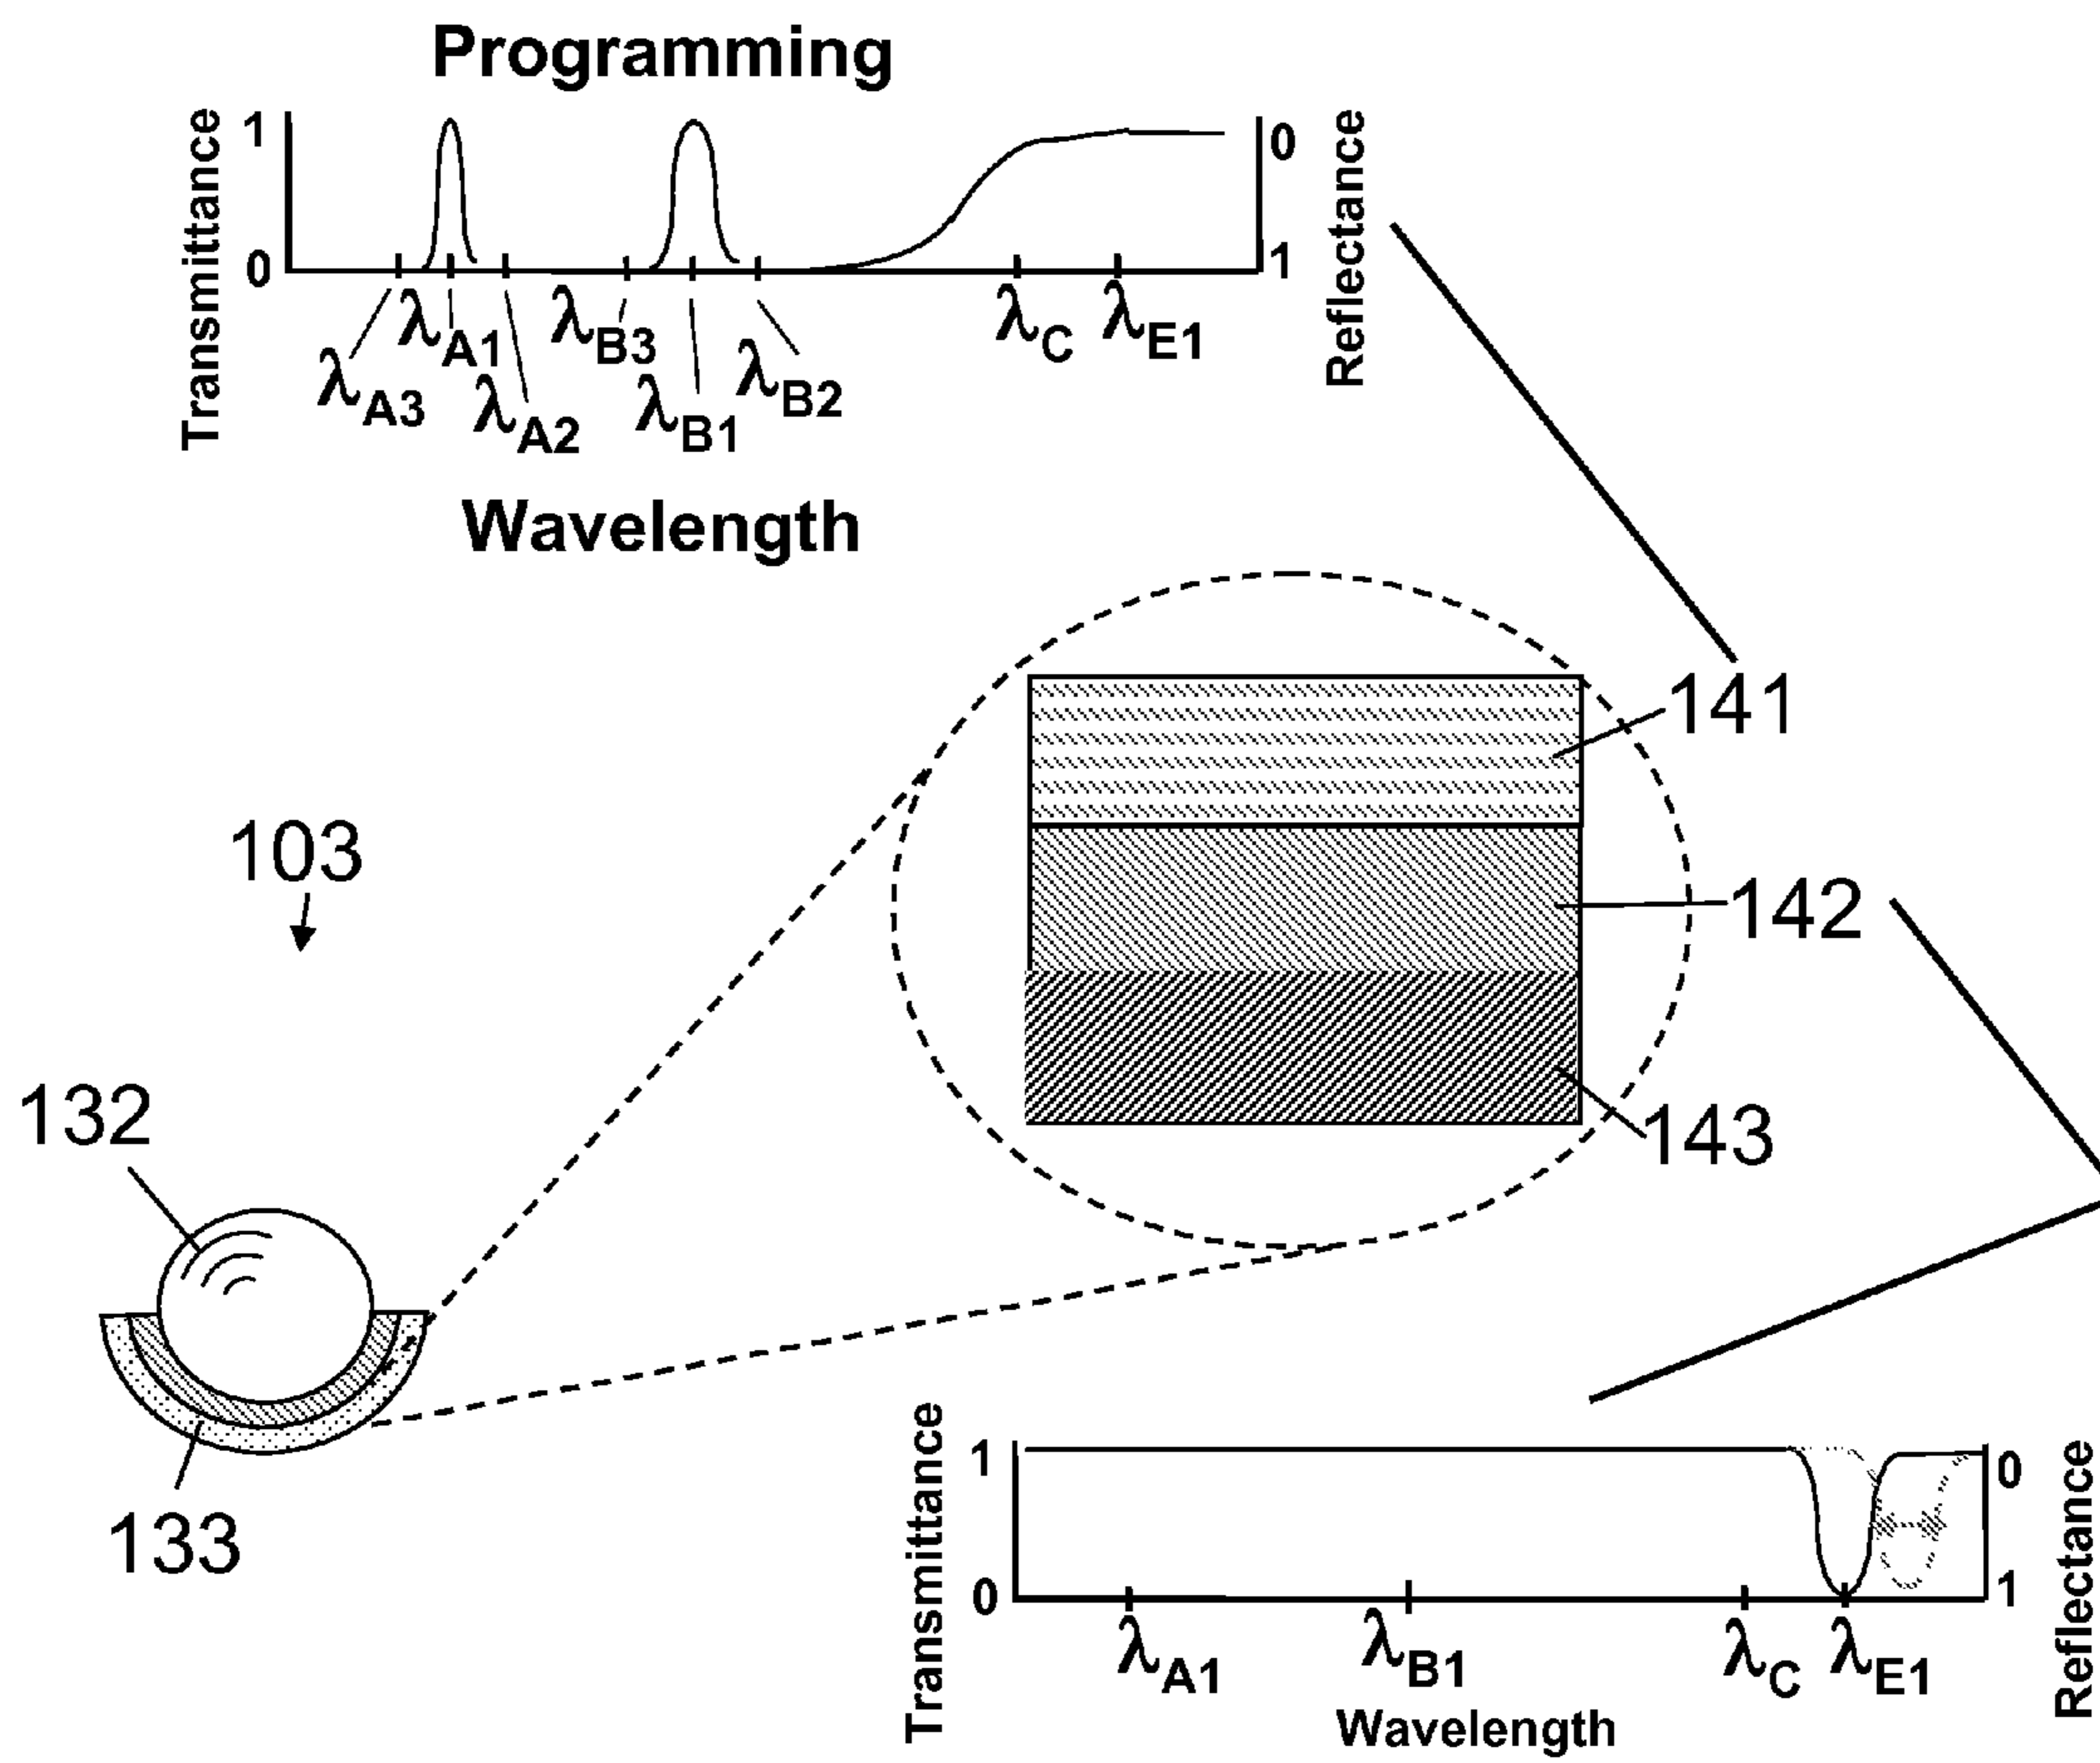 Programming
Transmittance
1
0
0
1
Reflectance
λA3
λA1
λA2
λB3
λB1
λB2
λC
λE1
Wavelength
141
142
143
103
132
133
Transmittance
1
0
0
1
Reflectance
λA1
λB1
λC
λE1
Wavelength